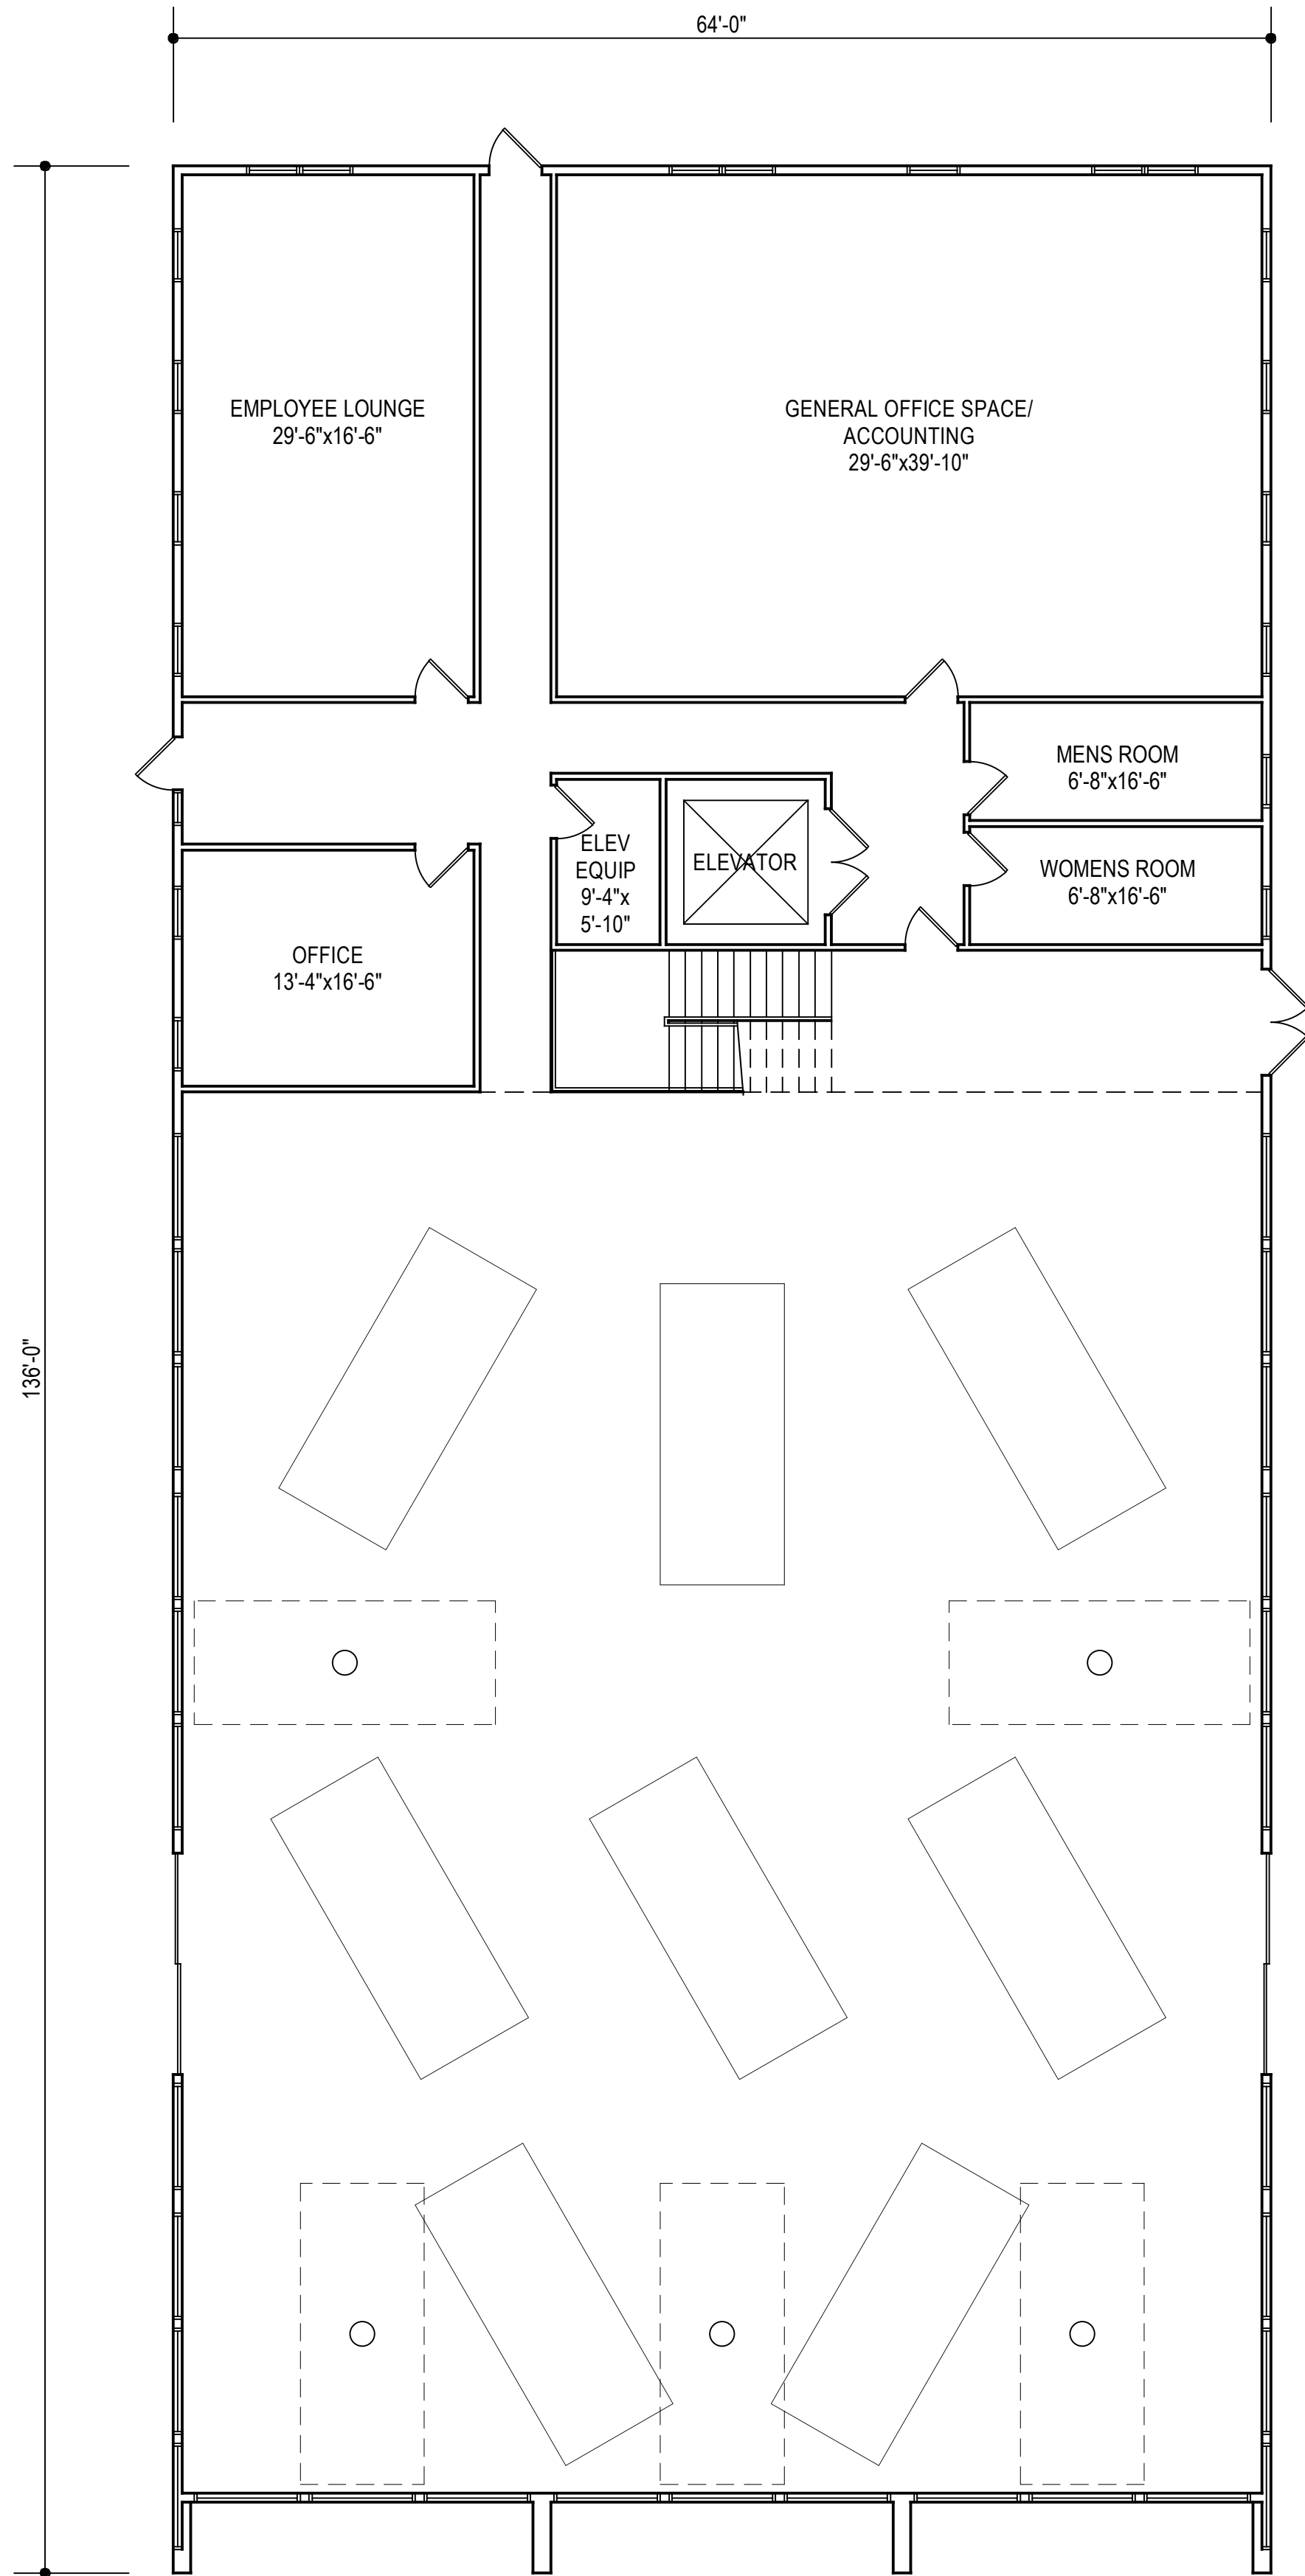 64'-0"
EMPLOYEE LOUNGE
29'-6"x16'-6"
GENERAL OFFICE SPACE/
ACCOUNTING
29'-6"x39'-10"
MENS ROOM
6'-8"x16'-6"
ELEV
EQUIP
9'-4"x
5'-10"
ELEVATOR
WOMENS ROOM
6'-8"x16'-6"
OFFICE
13'-4"x16'-6"
136'-0"